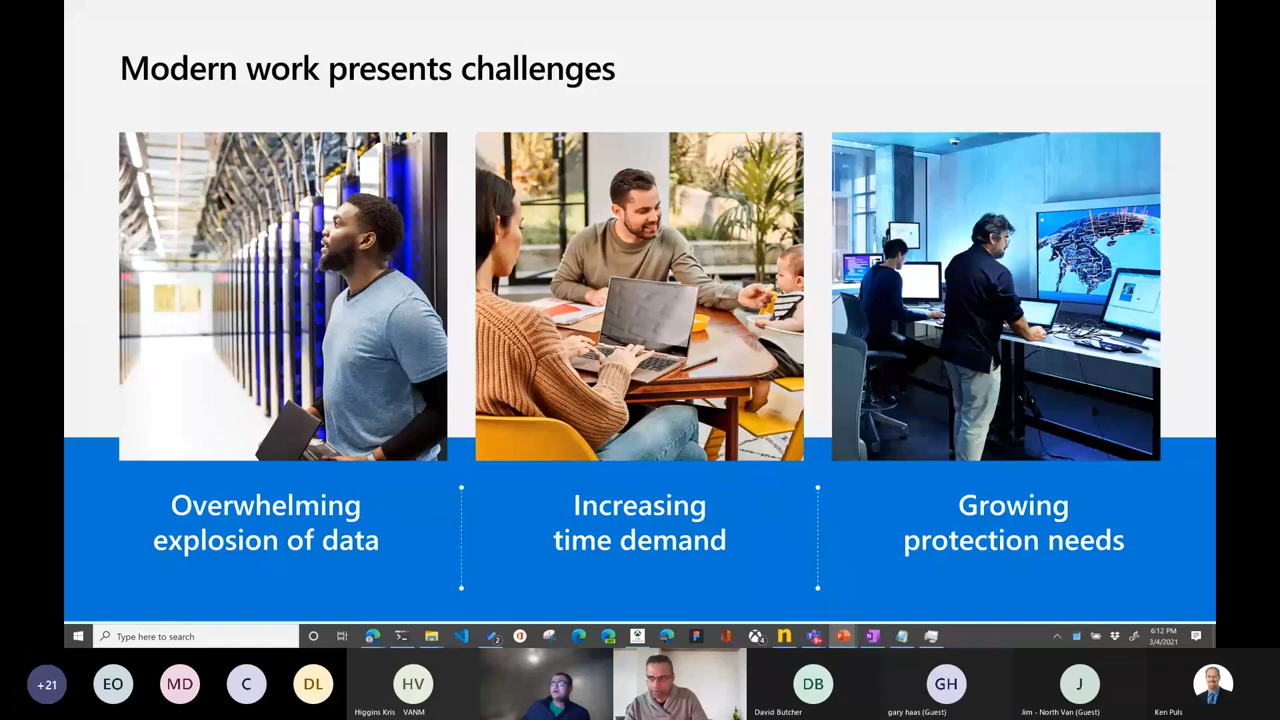 Modern work presents challenges
Overwhelming
explosion of data
Increasing
time demand
Growing
protection needs
Type here to search
6:12 PM
3/4/2021
+21
EO
MD
C
DL
HV
DB
GH
J
Higgins Kris VANM
David Butcher
gary haas (Guest)
Jim - North Van (Guest)
Ken Puls